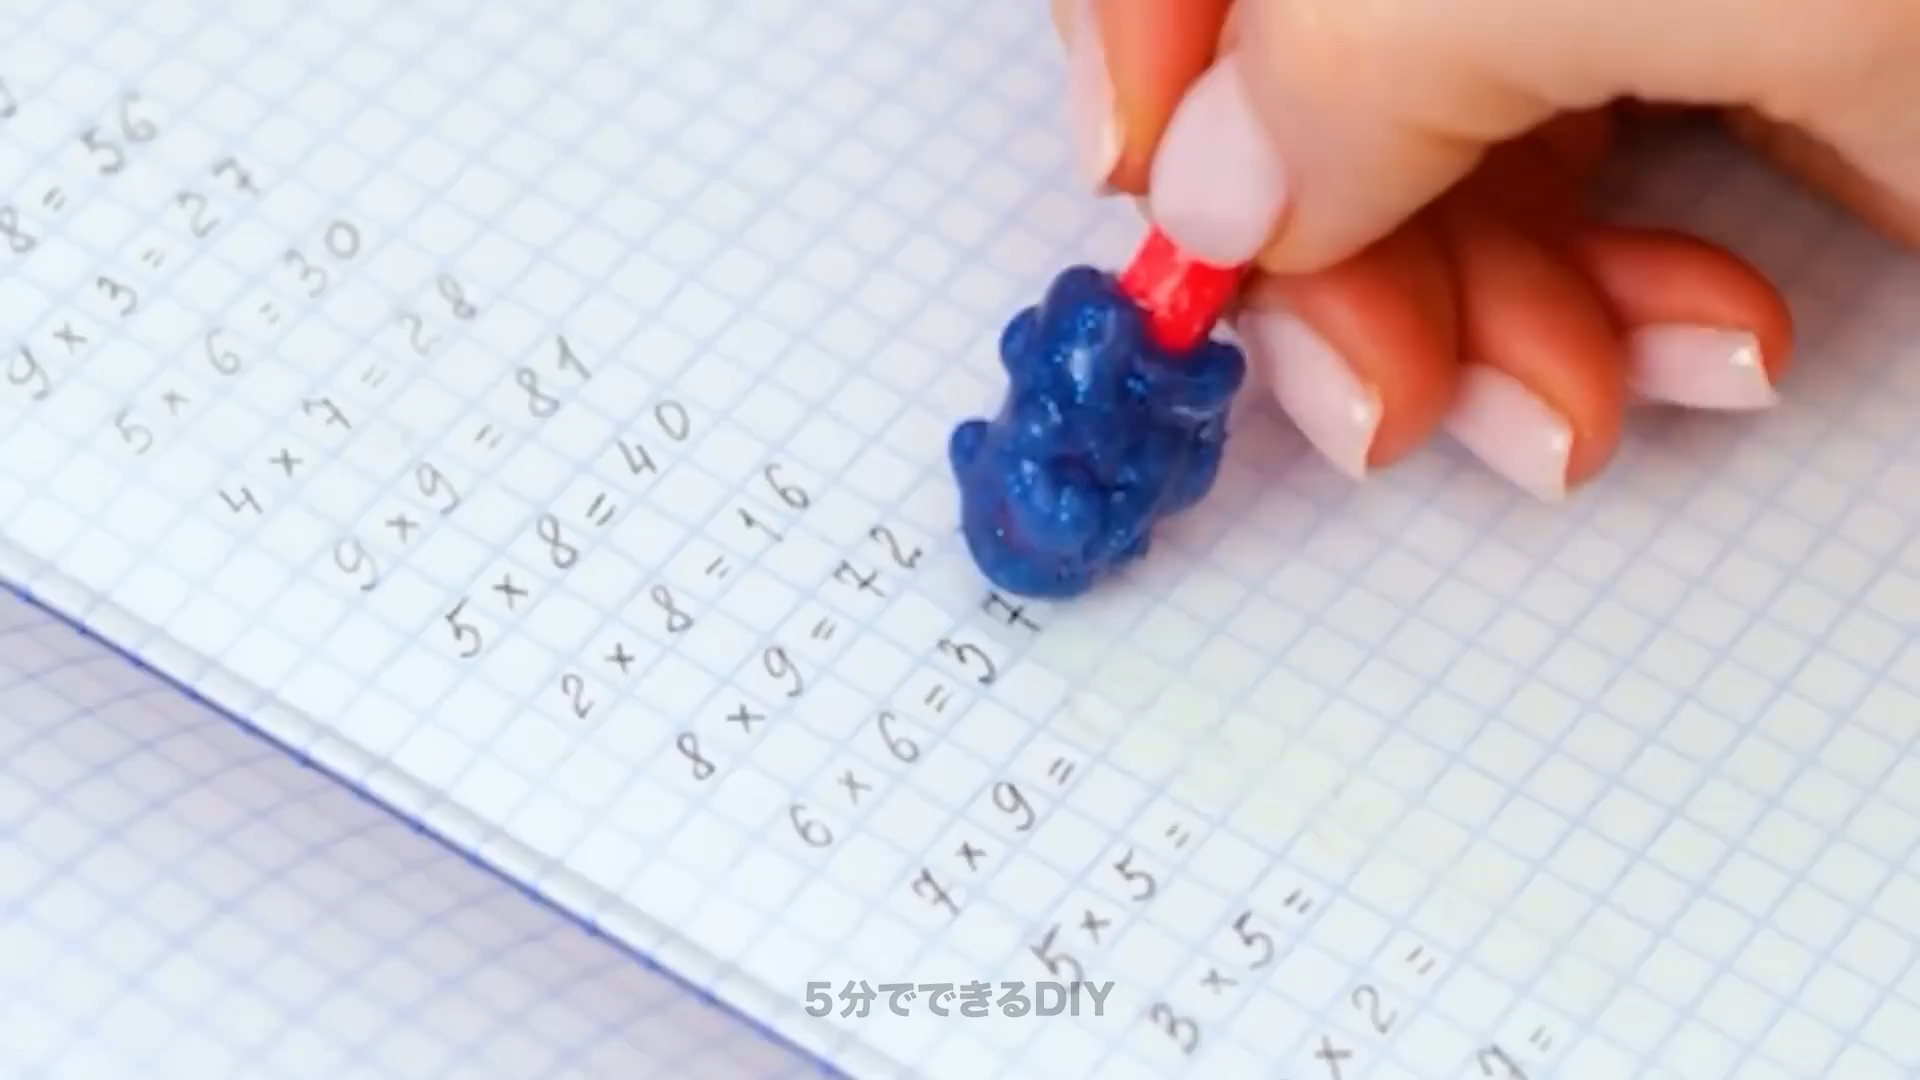 8 = 56
9 × 3 = 27
5 × 6 = 30
4 × 7 = 28
9 × 9 = 81
5 × 8 = 40
2 × 8 = 16
8 × 9 = 72
6 × 6 = 37
7 × 9 =
5 × 5 =
3 × 5 =
× 2 =
7 =
5分でできるDIY